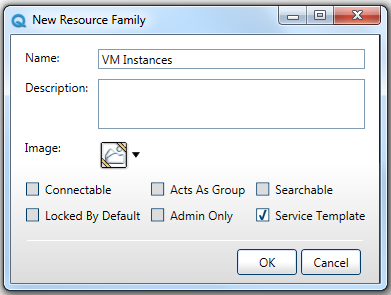 New Resource Family
Name: VM Instances
Description:
Image:
Connectable Acts As Group Searchable
Locked By Default Admin Only Service Template
OK Cancel